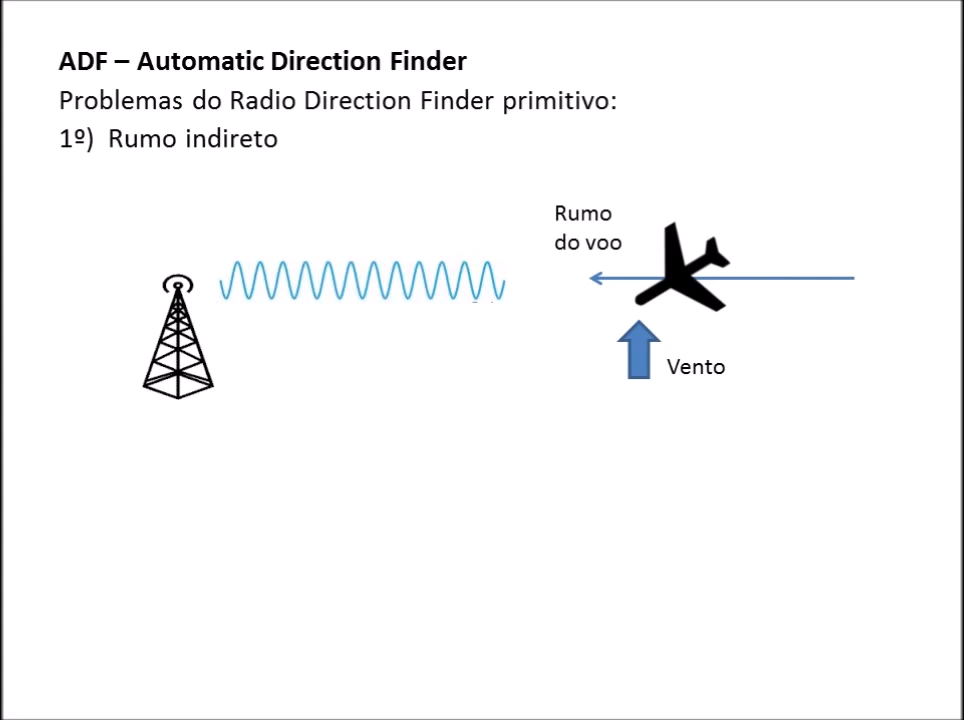 ADF – Automatic Direction Finder
Problemas do Radio Direction Finder primitivo:
1º) Rumo indireto
Rumo
do voo
Vento